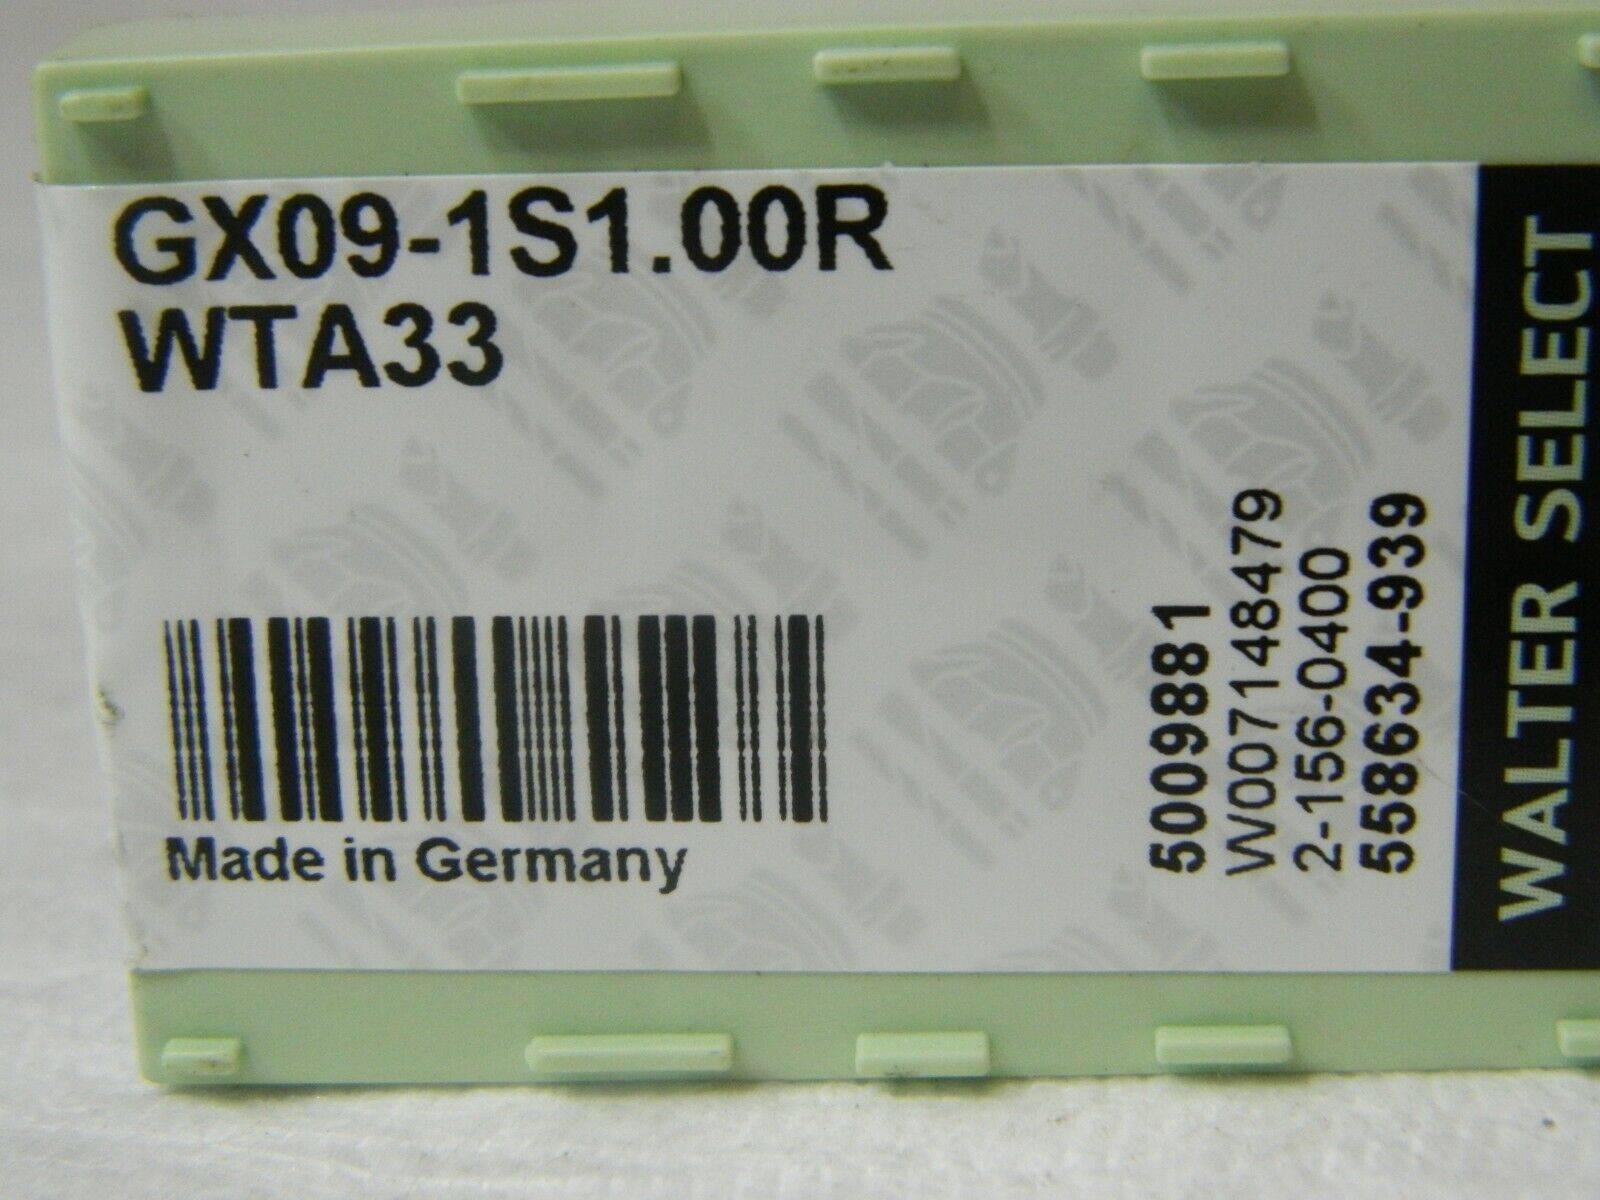 GX09-1S1.00R
WTA33
Made in Germany
5009881
W007148479
2-156-0400
558634-939
WALTER SELECT